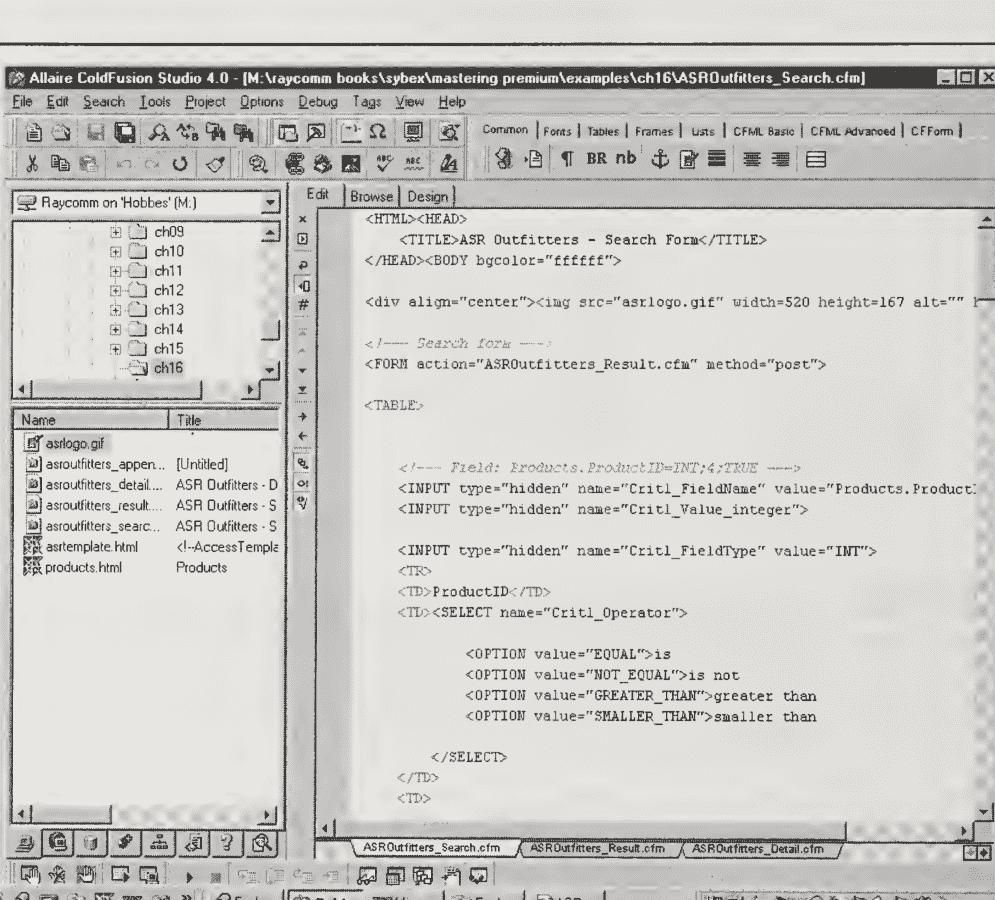 Allaire ColdFusion Studio 4.0 - [M:\raycomm books\sybex\mastering premium\examples\ch16\ASROutfitters_Search.cfm]
File Edit Search Tools Project Options Debug Tags View Help
Common Fonts Tables Frames Lists CFML Basic CFML Advanced CFForm
¶ BR nb
Edit Browse Design
Raycomm on 'Hobbes' (M:)
ch09
ch10
ch11
ch12
ch13
ch14
ch15
ch16
Name Title
asrlogo.gif
asroutfitters_appen... [Untitled]
asroutfitters_detail.... ASR Outfitters - D
asroutfitters_result.... ASR Outfitters - S
asroutfitters_searc... ASR Outfitters - S
asrtemplate.html <!--AccessTempla
products.html Products
<HTML><HEAD>
<TITLE>ASR Outfitters - Search Form</TITLE>
</HEAD><BODY bgcolor="ffffff">
<div align="center"><img src="asrlogo.gif" width=520 height=167 alt=""
<!--- Search form --->
<FORM action="ASROutfitters_Result.cfm" method="post">
<TABLE>
<!--- Field: Products.ProductID=INT;4;TRUE --->
<INPUT type="hidden" name="Crit1_FieldName" value="Products.Product
<INPUT type="hidden" name="Crit1_Value_integer">
<INPUT type="hidden" name="Crit1_FieldType" value="INT">
<TR>
<TD>ProductID</TD>
<TD><SELECT name="Crit1_Operator">
<OPTION value="EQUAL">is
<OPTION value="NOT_EQUAL">is not
<OPTION value="GREATER_THAN">greater than
<OPTION value="SMALLER_THAN">smaller than
</SELECT>
</TD>
<TD>
ASROutfitters_Search.cfm ASROutfitters_Result.cfm ASROutfitters_Detail.cfm